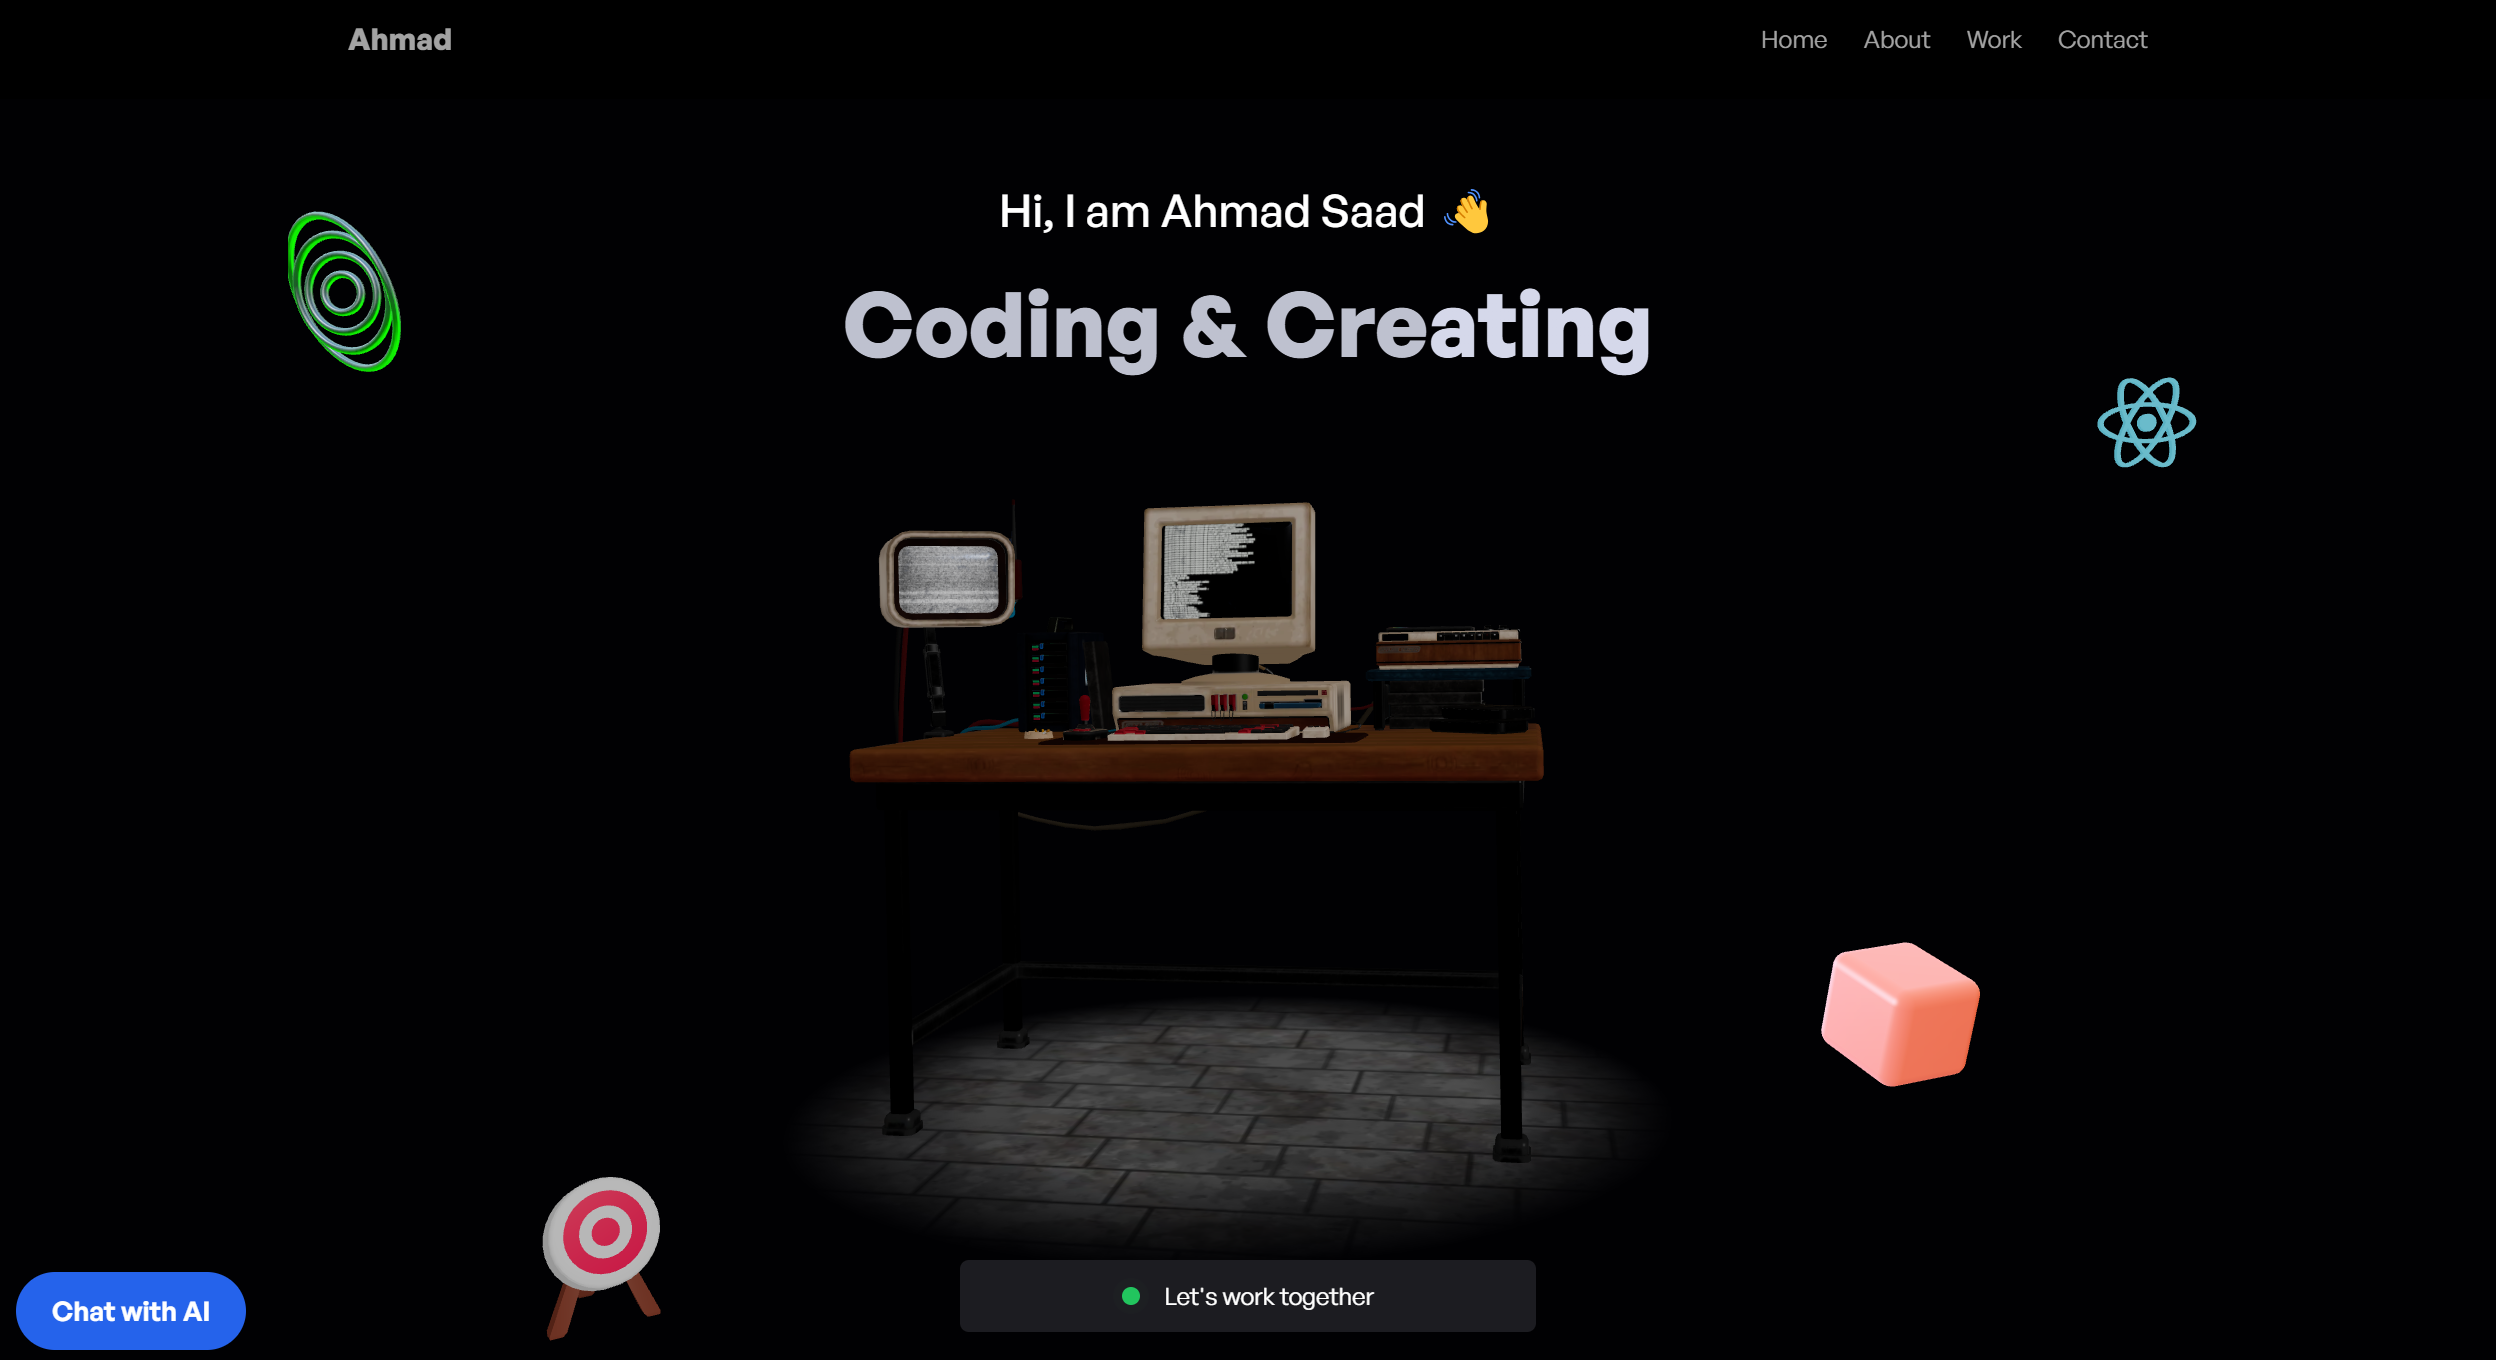 Ahmad
Home About Work Contact
Hi, I am Ahmad Saad 👋
Coding & Creating
Let's work together
Chat with AI